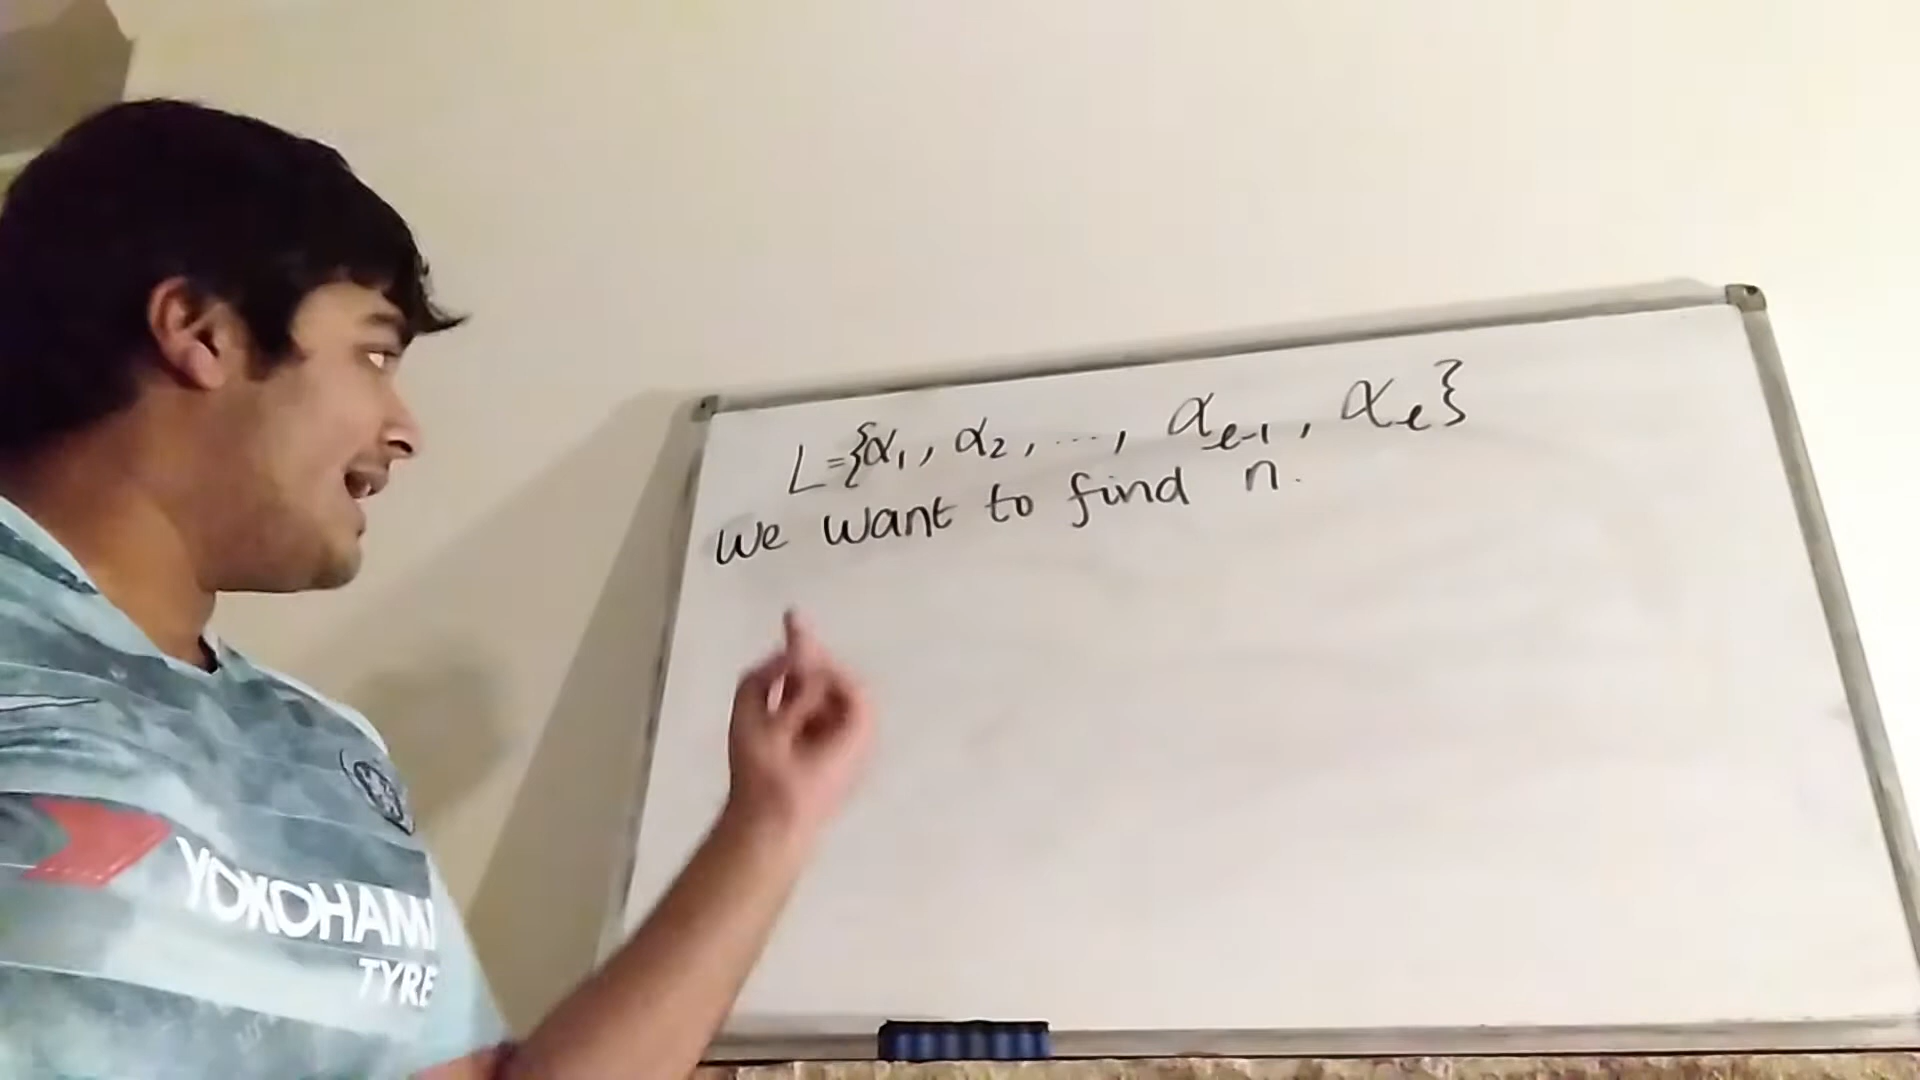 L={α₁, α₂, ..., αₑ₋₁, αₑ}
We want to find n.
YOKOHAMA
TYRE